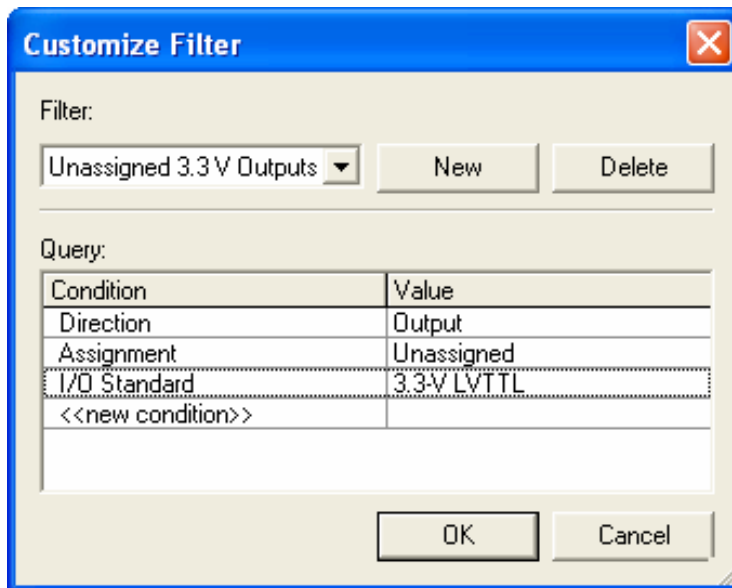 Customize Filter
Filter:
Unassigned 3.3 V Outputs New Delete
Query:
Condition Value
Direction Output
Assignment Unassigned
I/O Standard 3.3-V LVTTL
<<new condition>>
OK Cancel